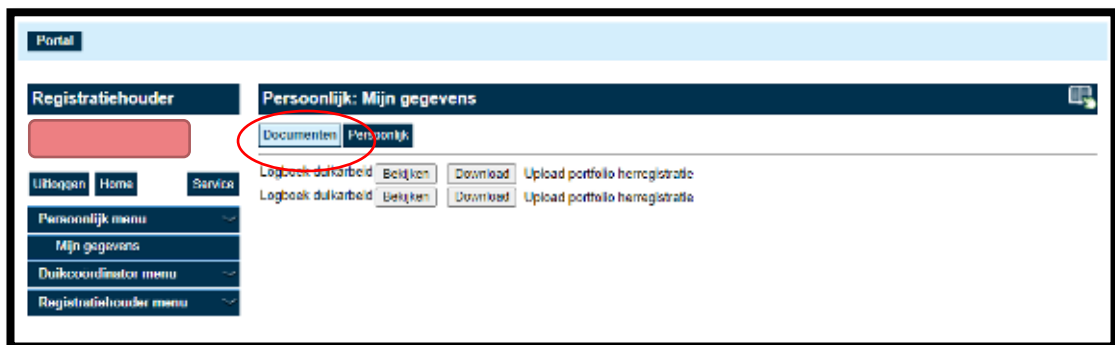 Portal
Registratiehouder
Persoonlijk: Mijn gegevens
Documenten Persoonlijk
Logboek duikarbeid Bekijken Download Upload portfolio herregistratie
Logboek duikarbeid Bekijken Download Upload portfolio herregistratie
Uitloggen Home Service
Persoonlijk menu
Mijn gegevens
Duikcoordinator menu
Registratiehouder menu